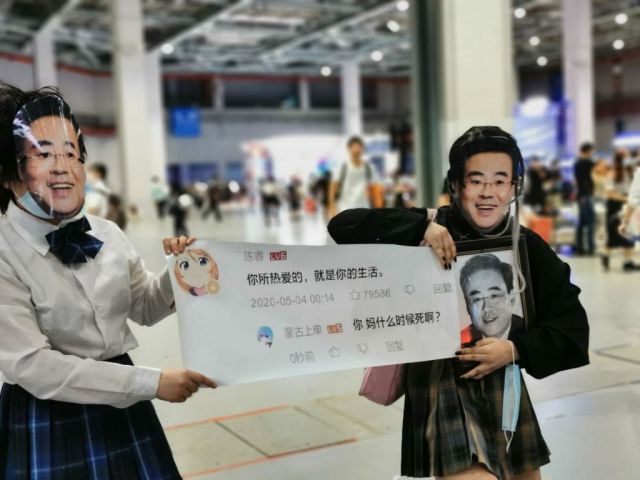 陈睿 LV6
你所热爱的，就是你的生活。
2020-05-04 00:14 79586 回复
蒙古上单 LV5 你 妈什么时候死啊？
0秒前 回复